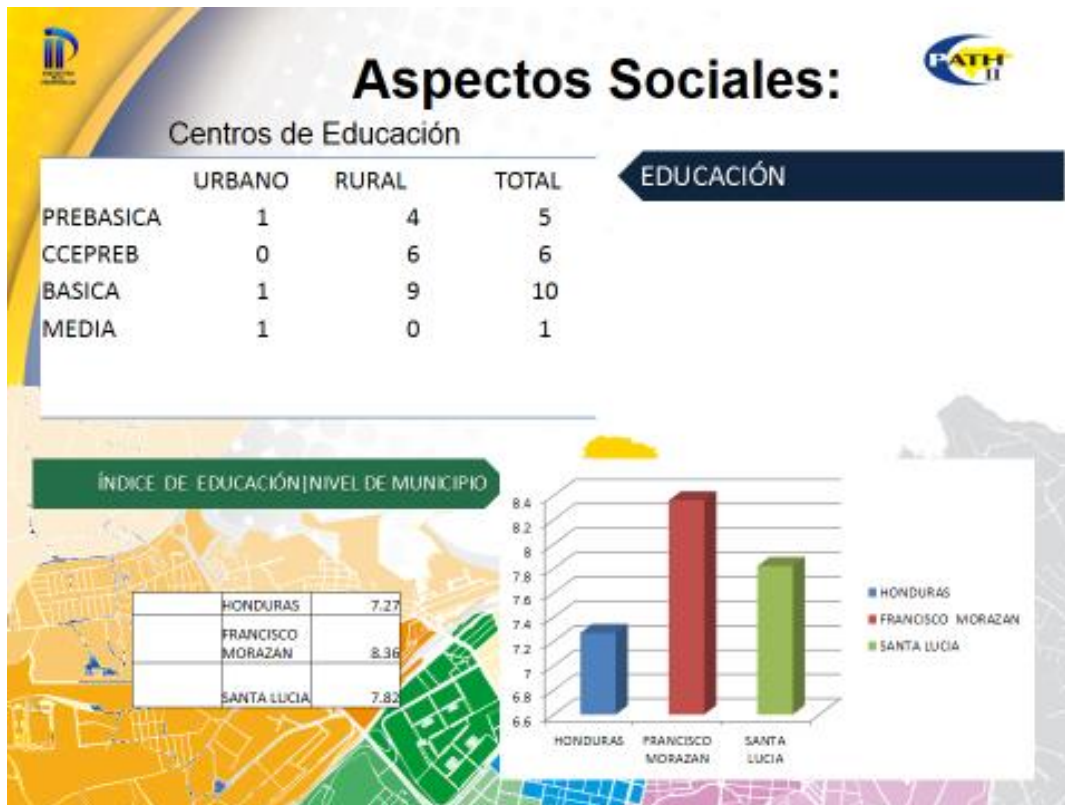 Aspectos Sociales:
PATH
II
Centros de Educación
URBANO RURAL TOTAL
PREBASICA 1 4 5
CCEPREB 0 6 6
BASICA 1 9 10
MEDIA 1 0 1
EDUCACIÓN
ÍNDICE DE EDUCACIÓN|NIVEL DE MUNICIPIO
HONDURAS 7.27
FRANCISCO
MORAZAN 8.36
SANTA LUCIA 7.82
8.4
8.2
8
7.8
7.6
7.4
7.2
7
6.8
6.6
HONDURAS FRANCISCO SANTA
MORAZAN LUCIA
HONDURAS
FRANCISCO MORAZAN
SANTA LUCIA